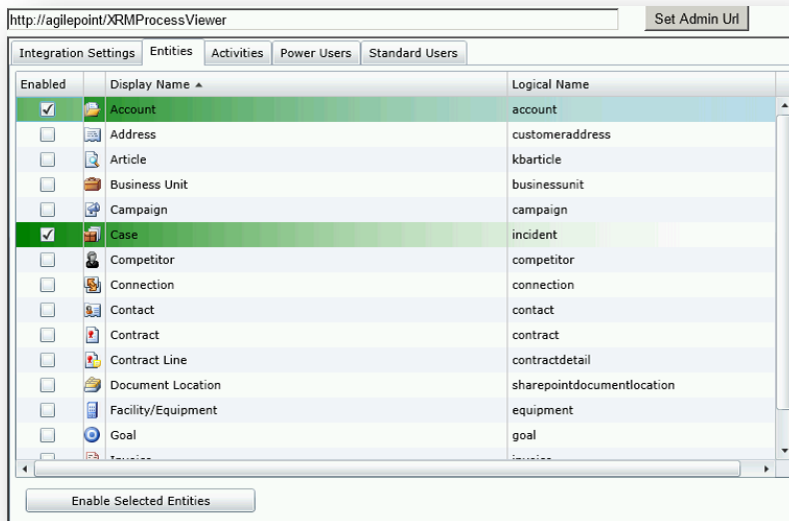 http://agilepoint/XRMProcessViewer Set Admin Url
Integration Settings Entities Activities Power Users Standard Users
Enabled Display Name Logical Name
Account account
Address customeraddress
Article kbarticle
Business Unit businessunit
Campaign campaign
Case incident
Competitor competitor
Connection connection
Contact contact
Contract contract
Contract Line contractdetail
Document Location sharepointdocumentlocation
Facility/Equipment equipment
Goal goal
Enable Selected Entities